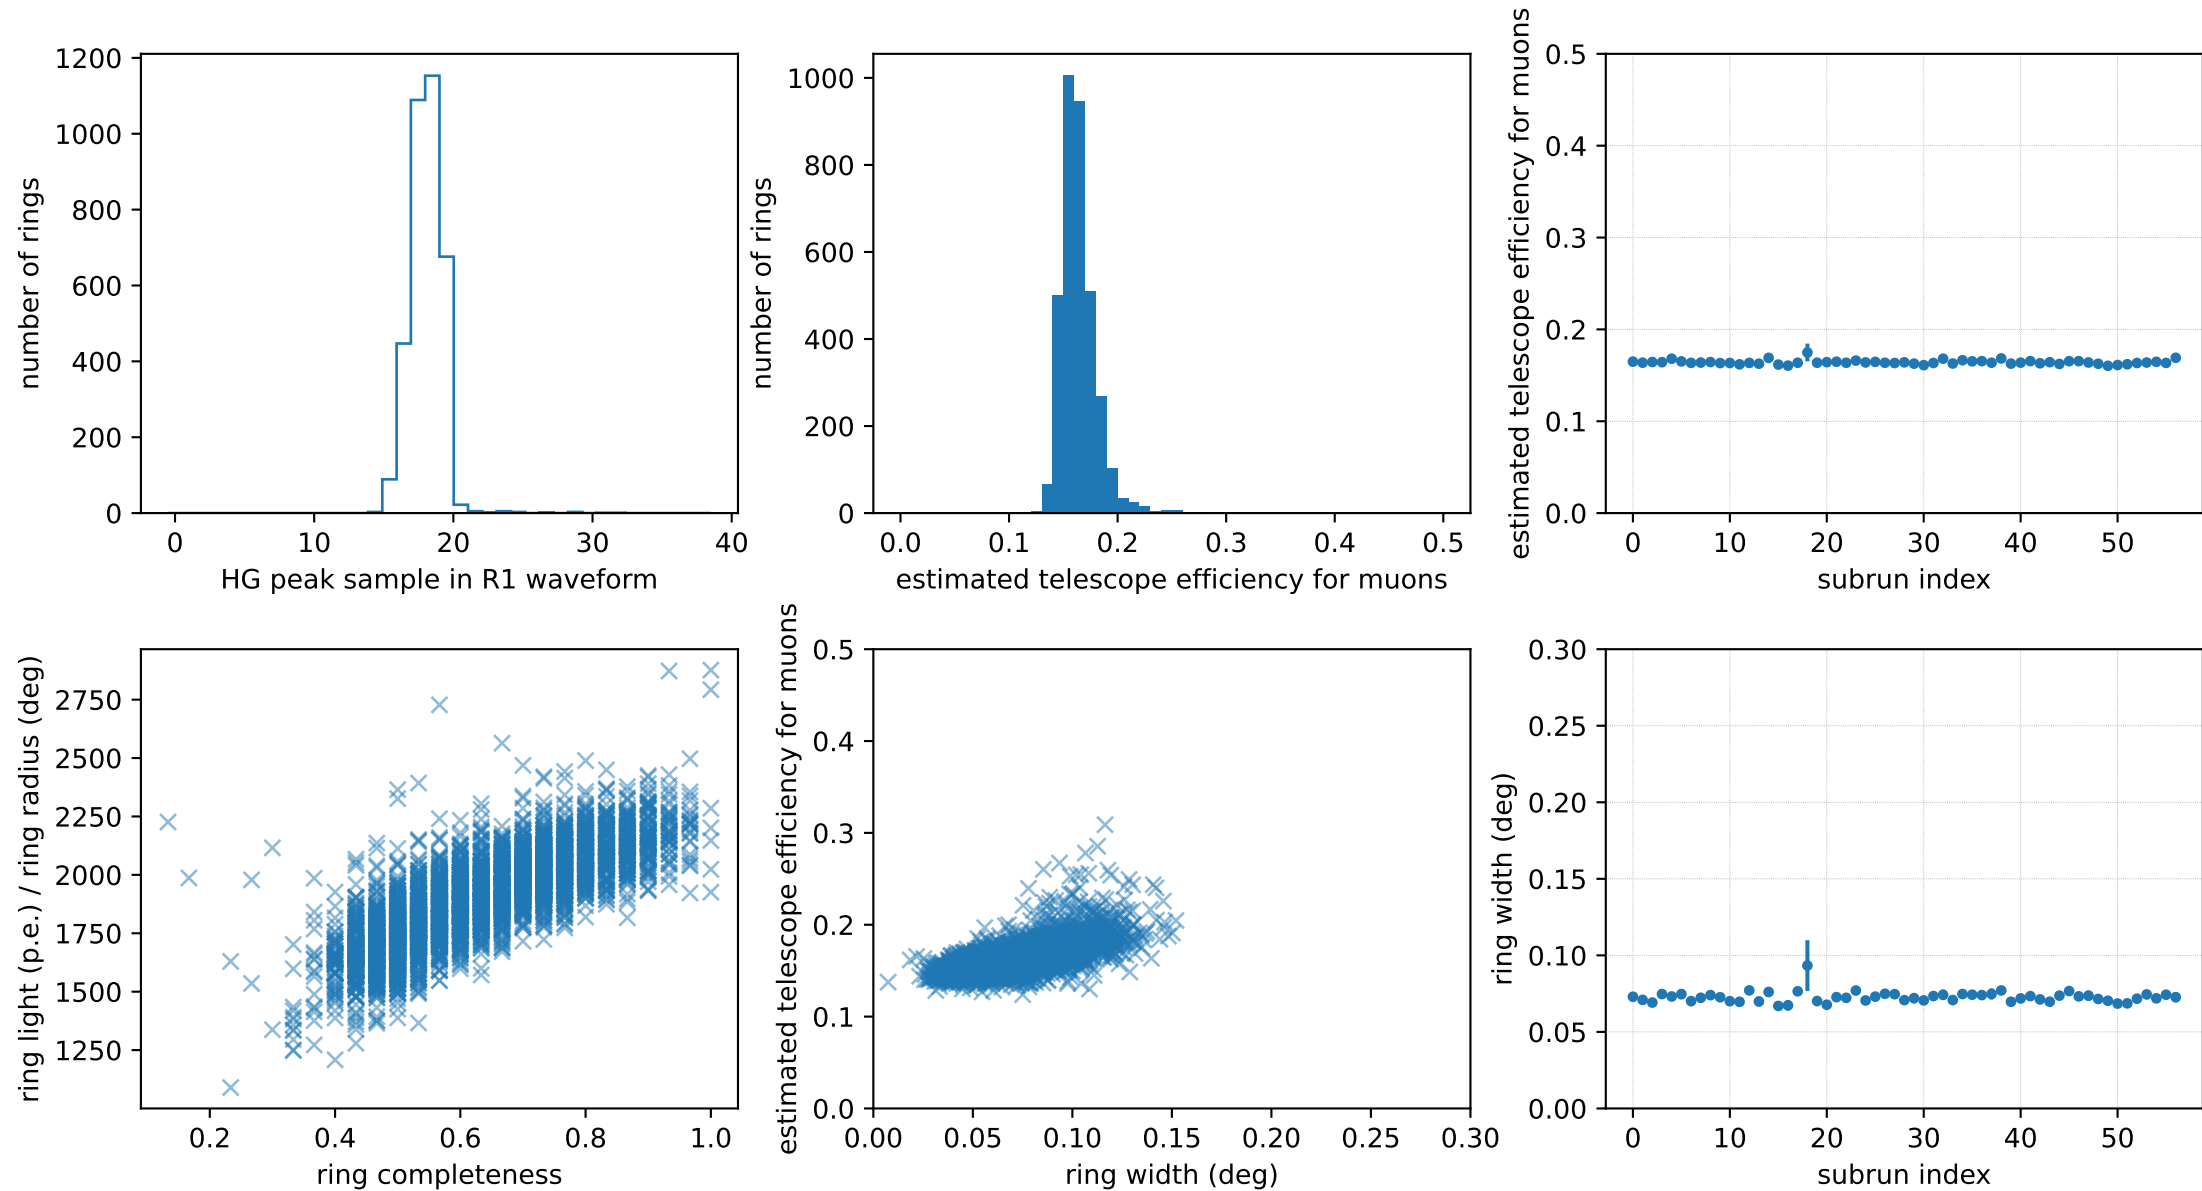 1200
1000
800
600
400
200
0
number of rings
0 10 20 30 40
HG peak sample in R1 waveform
1000
800
600
400
200
0
number of rings
0.0 0.1 0.2 0.3 0.4 0.5
estimated telescope efficiency for muons
0.5
0.4
0.3
0.2
0.1
0.0
estimated telescope efficiency for muons
0 10 20 30 40 50
subrun index
2750
2500
2250
2000
1750
1500
1250
ring light (p.e.) / ring radius (deg)
0.2 0.4 0.6 0.8 1.0
ring completeness
0.5
0.4
0.3
0.2
0.1
0.0
estimated telescope efficiency for muons
0.00 0.05 0.10 0.15 0.20 0.25 0.30
ring width (deg)
0.30
0.25
0.20
0.15
0.10
0.05
0.00
ring width (deg)
0 10 20 30 40 50
subrun index